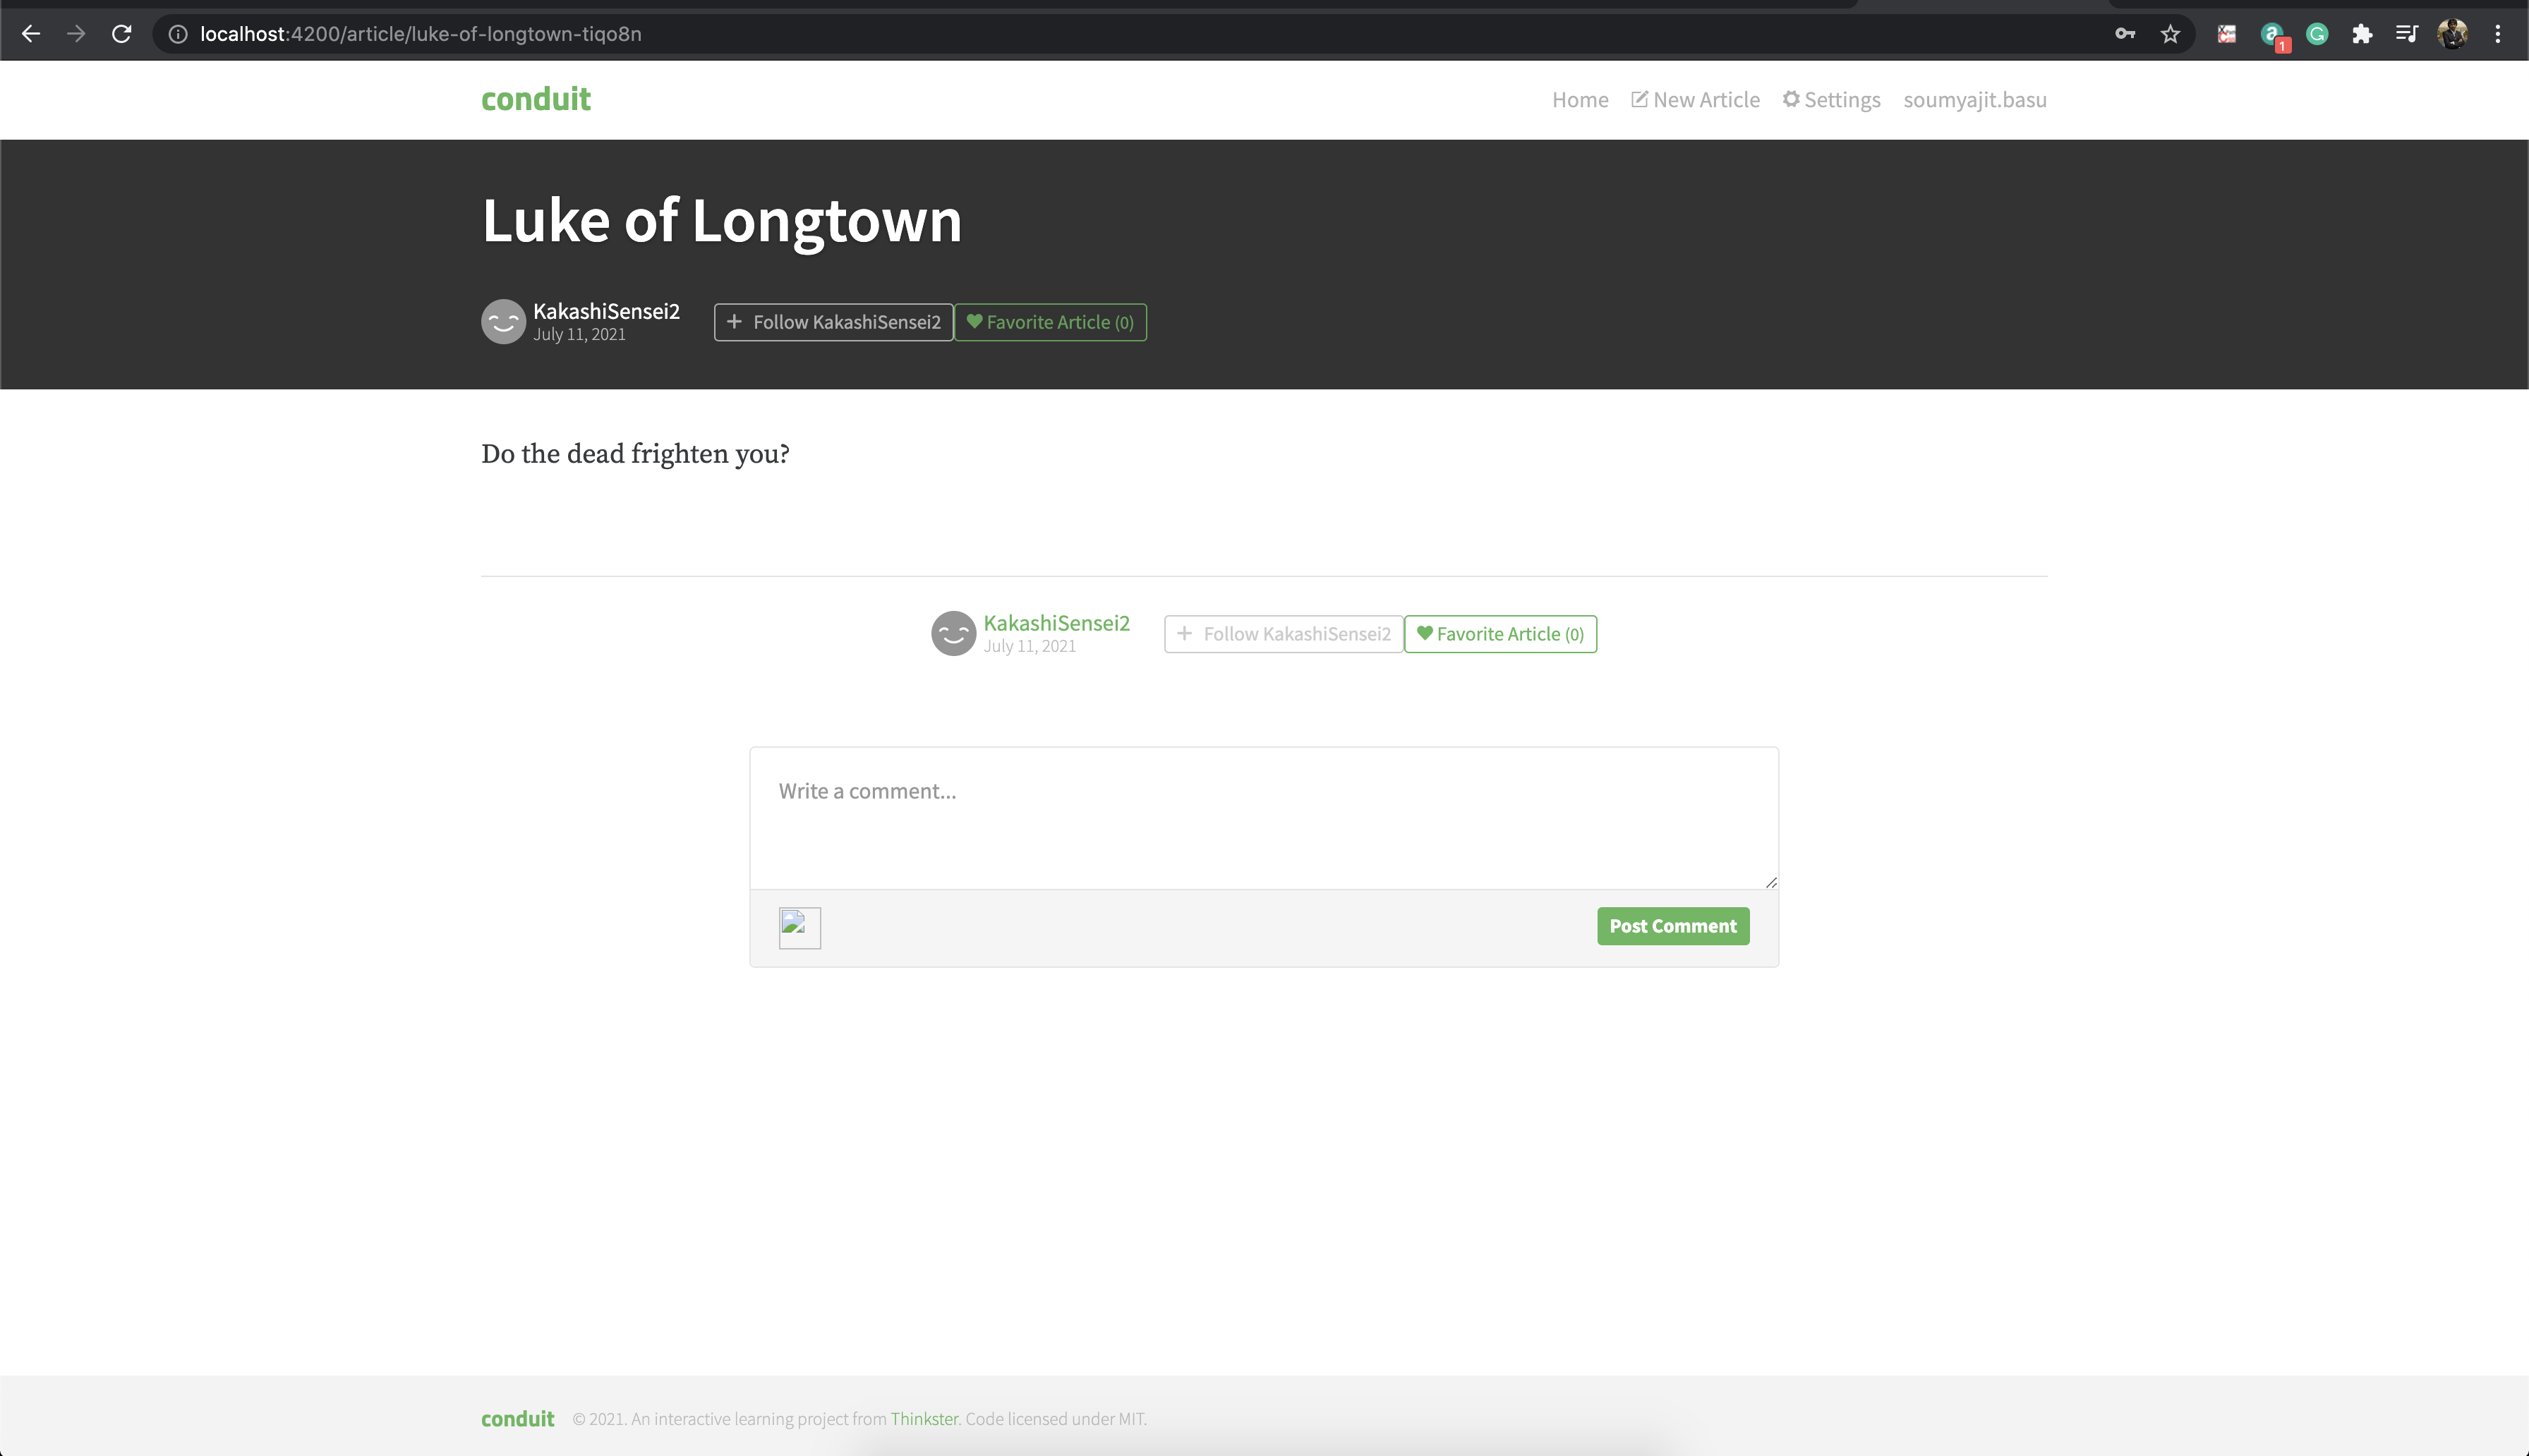 localhost:4200/article/luke-of-longtown-tiqo8n
a 1 G
conduit Home New Article Settings soumyajit.basu
Luke of Longtown
KakashiSensei2
July 11, 2021
+ Follow KakashiSensei2 Favorite Article (0)
Do the dead frighten you?
KakashiSensei2
July 11, 2021
+ Follow KakashiSensei2 Favorite Article (0)
Write a comment...
Post Comment
conduit © 2021. An interactive learning project from Thinkster. Code licensed under MIT.